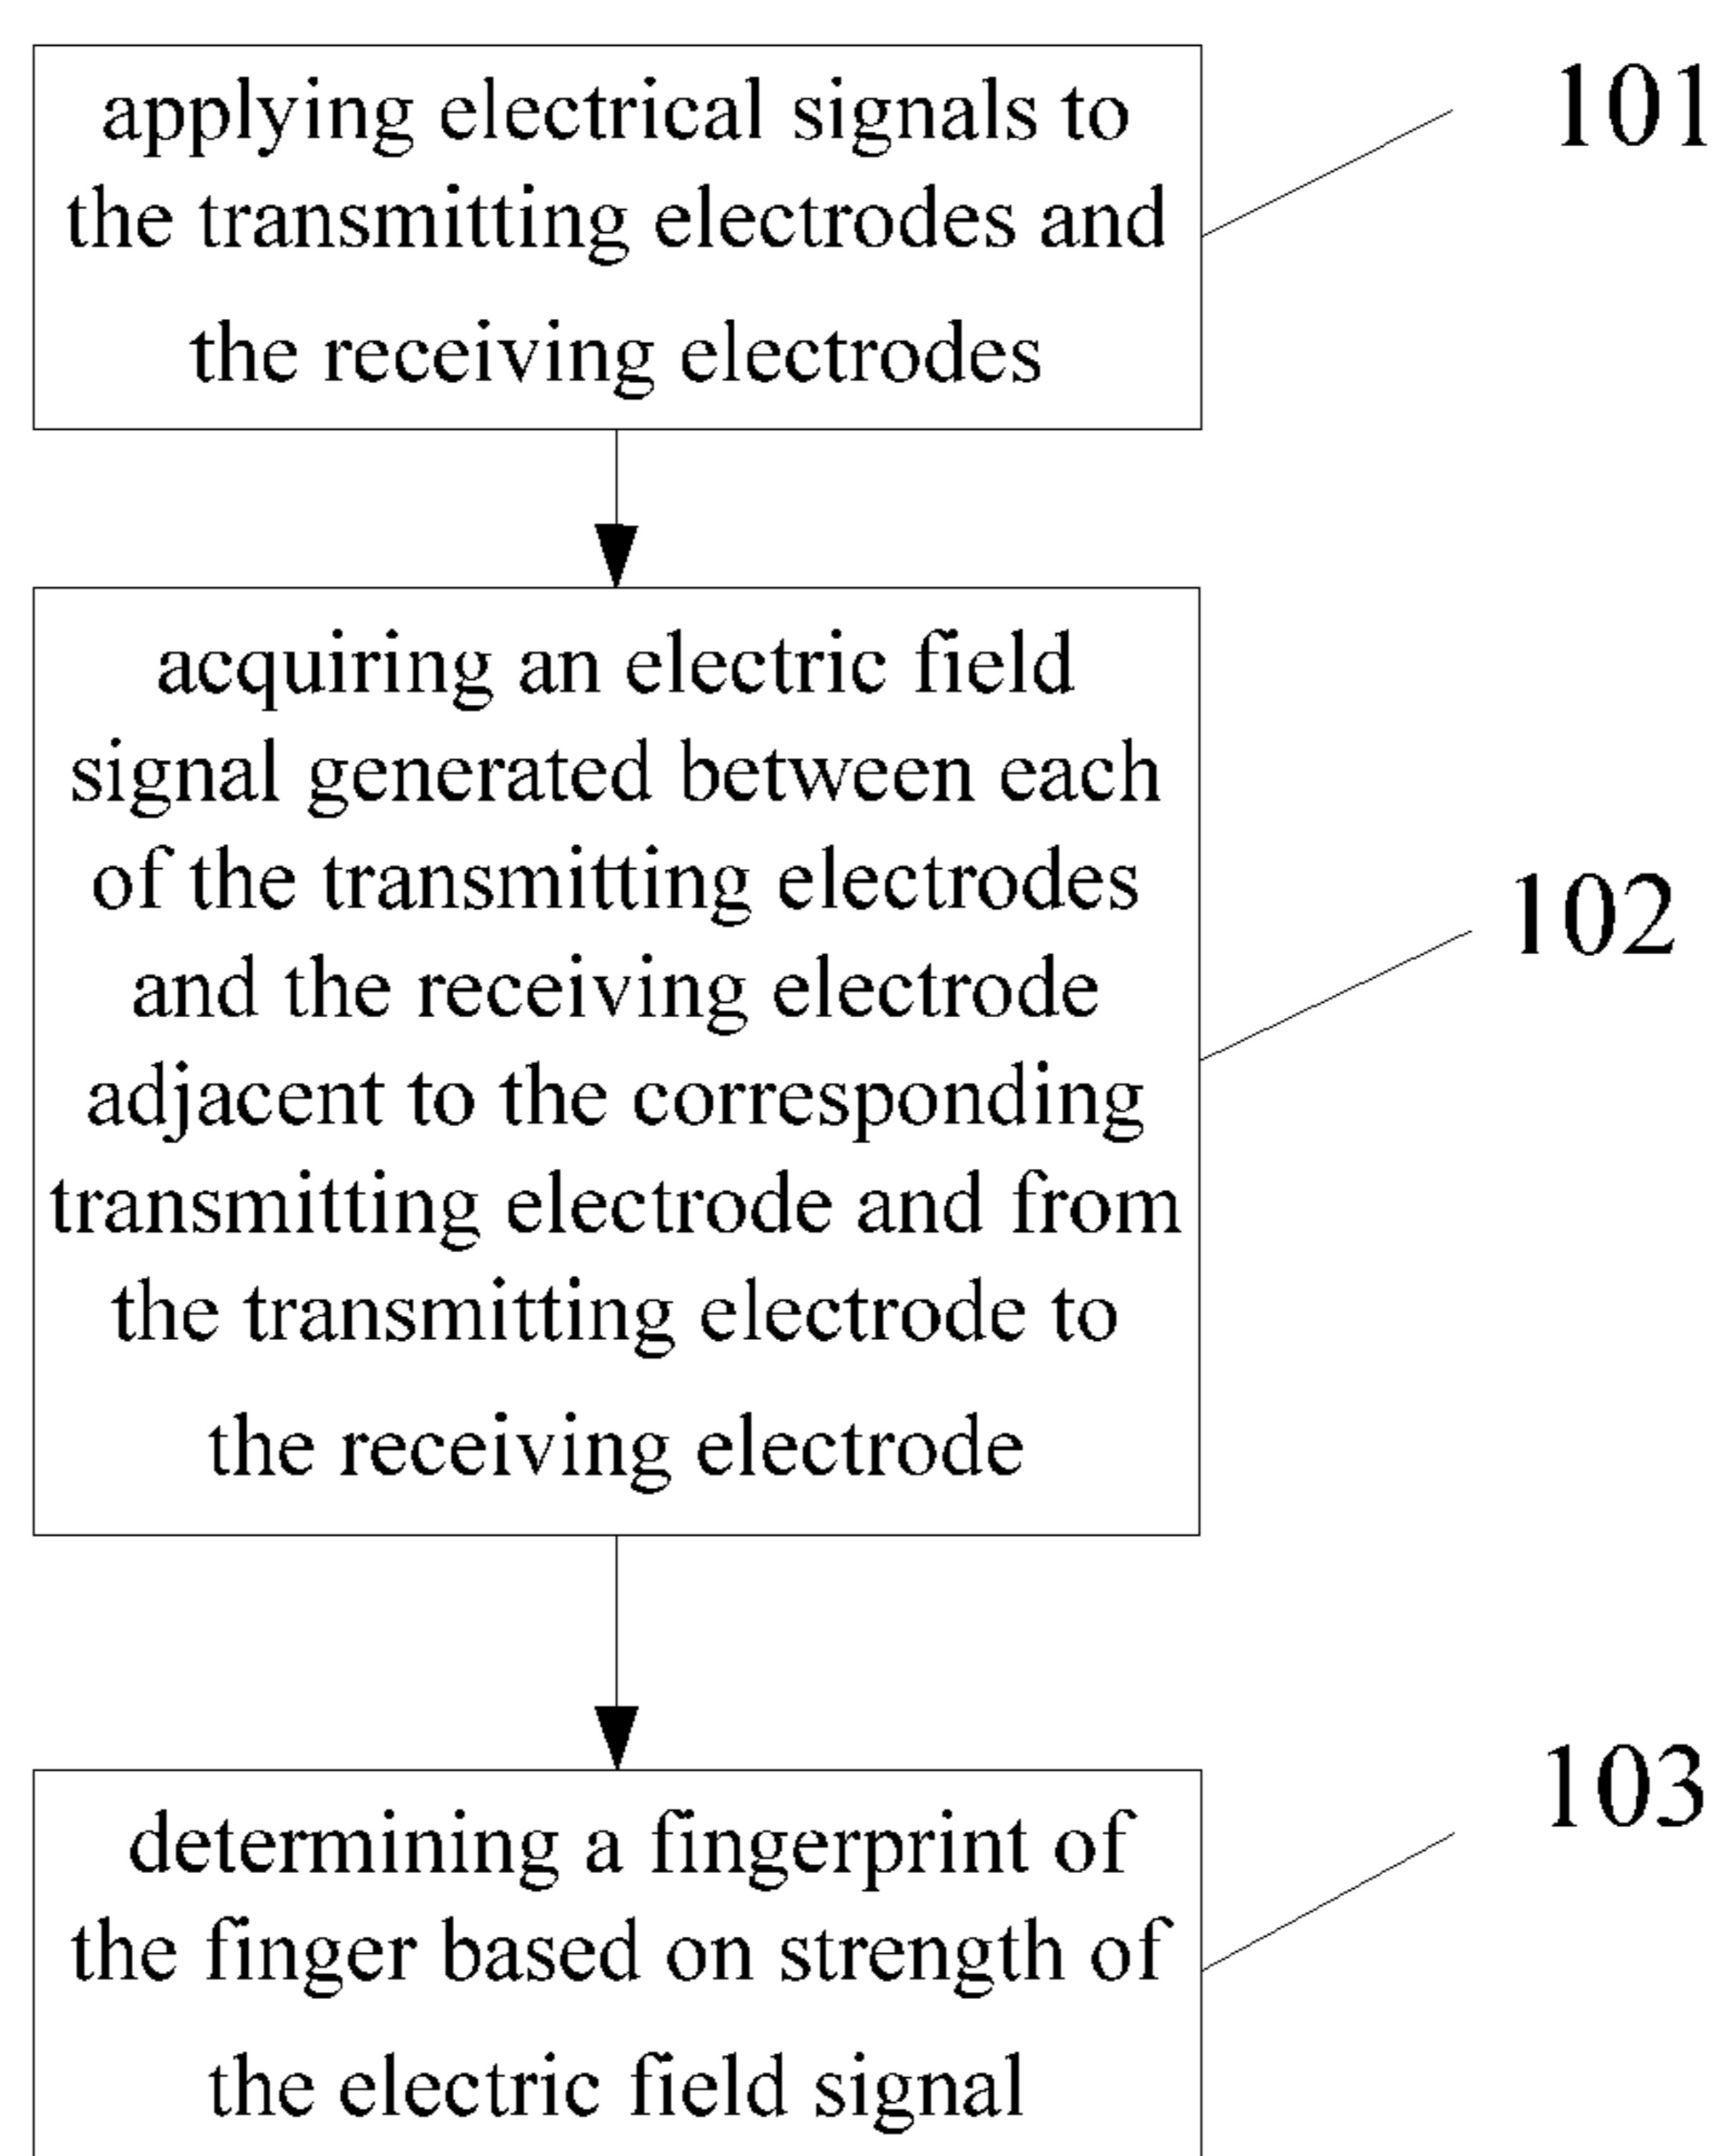 applying electrical signals to
the transmitting electrodes and
the receiving electrodes
101
acquiring an electric field
signal generated between each
of the transmitting electrodes
and the receiving electrode
adjacent to the corresponding
transmitting electrode and from
the transmitting electrode to
the receiving electrode
102
determining a fingerprint of
the finger based on strength of
the electric field signal
103